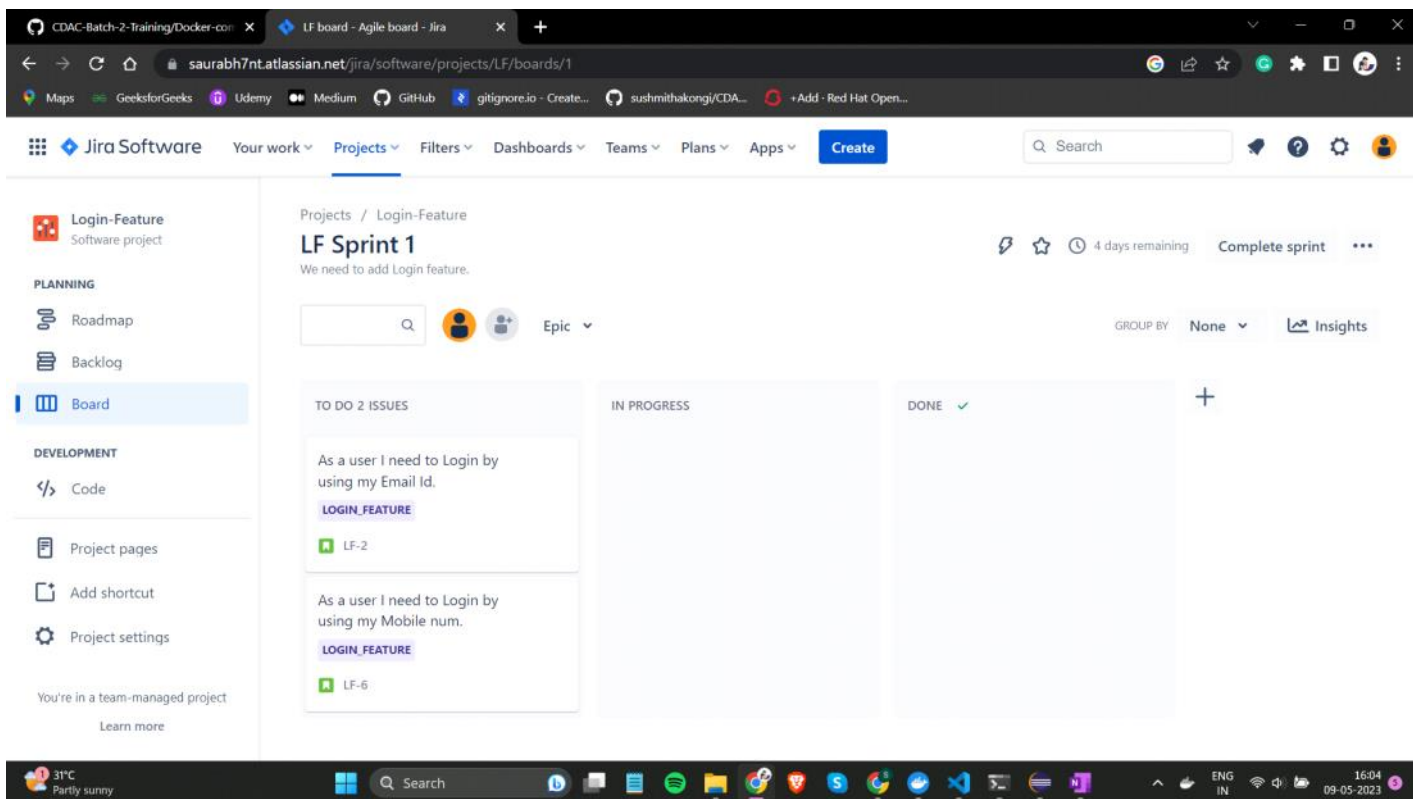 CDAC-Batch-2-Training/Docker-con
LF board - Agile board - Jira
saurabh7nt.atlassian.net/jira/software/projects/LF/boards/1
Maps GeeksforGeeks Udemy Medium GitHub gitignore.io - Create... sushmithakongi/CDA... +Add - Red Hat Open...
Jira Software Your work Projects Filters Dashboards Teams Plans Apps Create Search
Login-Feature
Software project
PLANNING
Roadmap
Backlog
Board
DEVELOPMENT
Code
Project pages
Add shortcut
Project settings
You're in a team-managed project
Learn more
Projects / Login-Feature
LF Sprint 1
We need to add Login feature.
4 days remaining Complete sprint
Epic
GROUP BY None Insights
TO DO 2 ISSUES
As a user I need to Login by
using my Email Id.
LOGIN_FEATURE
LF-2
As a user I need to Login by
using my Mobile num.
LOGIN_FEATURE
LF-6
IN PROGRESS
DONE
1
31°C
Partly sunny
Search
ENG
IN
16:04
09-05-2023
5